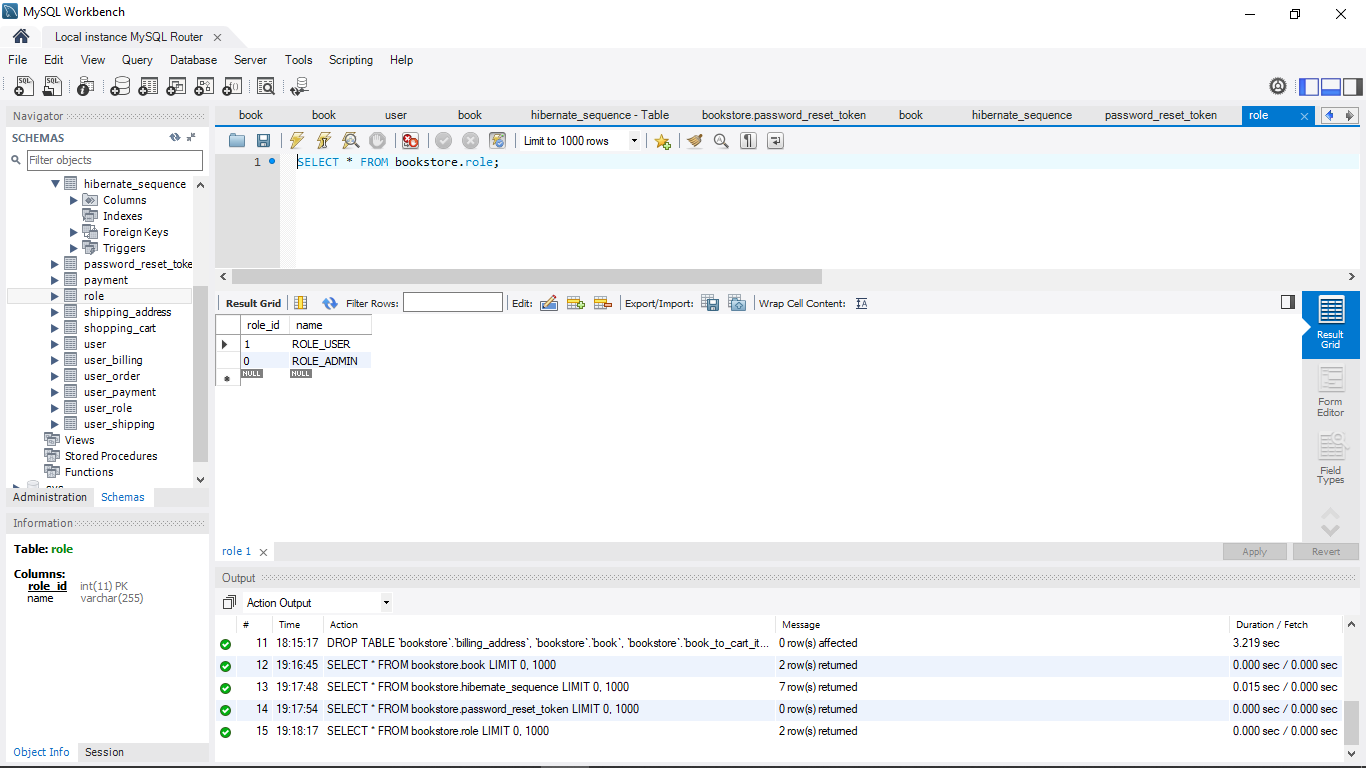 MySQL Workbench
Local instance MySQL Router
File Edit View Query Database Server Tools Scripting Help
Navigator
SCHEMAS
Filter objects
hibernate_sequence
Columns
Indexes
Foreign Keys
Triggers
password_reset_toke
payment
role
shipping_address
shopping_cart
user
user_billing
user_order
user_payment
user_role
user_shipping
Views
Stored Procedures
Functions
sys
Administration Schemas
Information
Table: role
Columns:
role_id int(11) PK
name varchar(255)
Object Info Session
book book user book hibernate_sequence - Table bookstore.password_reset_token book hibernate_sequence password_reset_token role
Limit to 1000 rows
1 SELECT * FROM bookstore.role;
Result Grid Filter Rows: Edit: Export/Import: Wrap Cell Content:
role_id name
1 ROLE_USER
0 ROLE_ADMIN
NULL NULL
Result
Grid
Form
Editor
Field
Types
role 1
Apply Revert
Output
Action Output
# Time Action Message Duration / Fetch
11 18:15:17 DROP TABLE `bookstore`.`billing_address`, `bookstore`.`book`, `bookstore`.`book_to_cart_it... 0 row(s) affected 3.219 sec
12 19:16:45 SELECT * FROM bookstore.book LIMIT 0, 1000 2 row(s) returned 0.000 sec / 0.000 sec
13 19:17:48 SELECT * FROM bookstore.hibernate_sequence LIMIT 0, 1000 7 row(s) returned 0.015 sec / 0.000 sec
14 19:17:54 SELECT * FROM bookstore.password_reset_token LIMIT 0, 1000 0 row(s) returned 0.000 sec / 0.000 sec
15 19:18:17 SELECT * FROM bookstore.role LIMIT 0, 1000 2 row(s) returned 0.000 sec / 0.000 sec